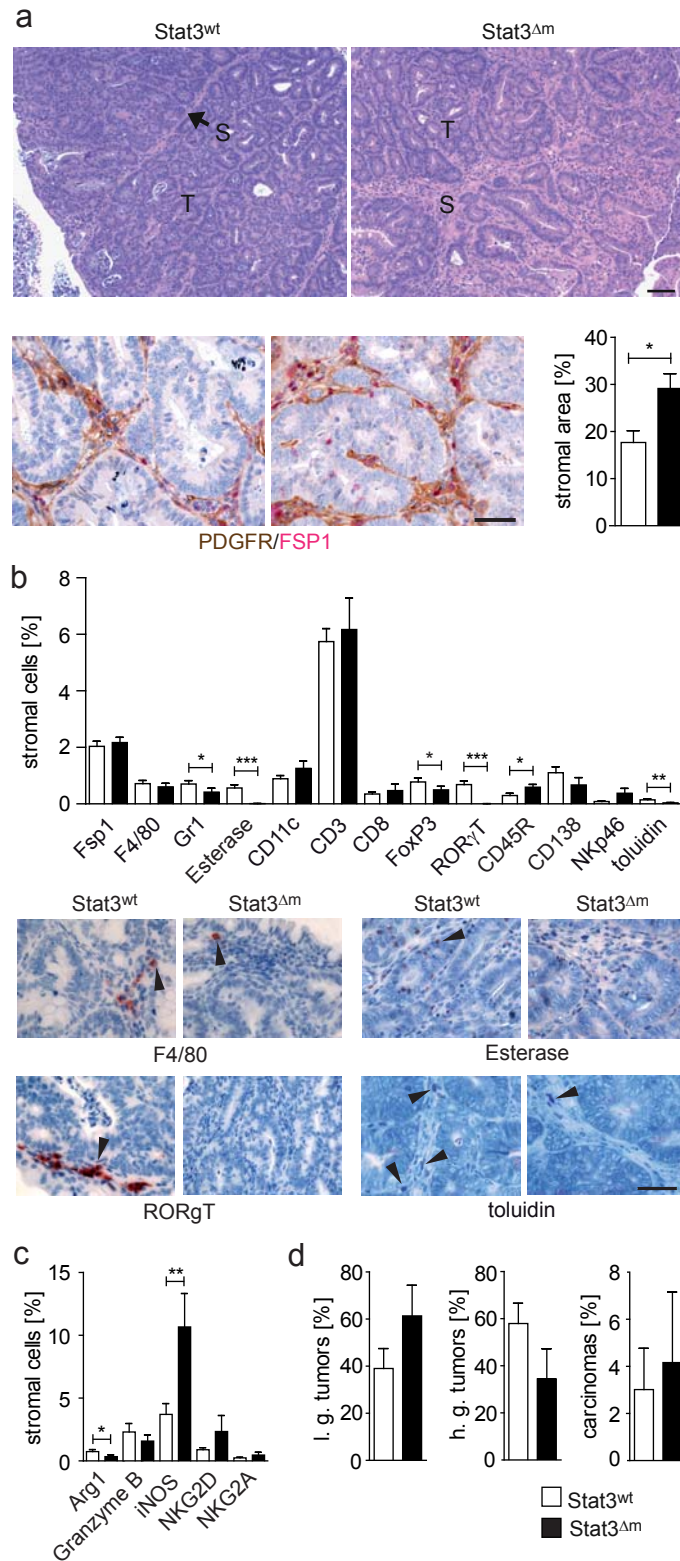 a
Stat3wt Stat3Δm
S
T
T
S
PDGFR/FSP1
stromal area [%]
40
30
20
10
0
*
b
stromal cells [%]
8
6
4
2
0
* *** * *** * **
Fsp1 F4/80 Gr1 Esterase CD11c CD3 CD8 FoxP3 RORγT CD45R CD138 NKp46 toluidin
Stat3wt Stat3Δm Stat3wt Stat3Δm
F4/80 Esterase
RORgT toluidin
c
stromal cells [%]
15
10
5
0
* **
Arg1 Granzyme B iNOS NKG2D NKG2A
d
l. g. tumors [%]
80
60
40
20
0
h. g. tumors [%]
80
60
40
60
0
carcinomas [%]
8
6
4
2
0
Stat3wt
Stat3Δm